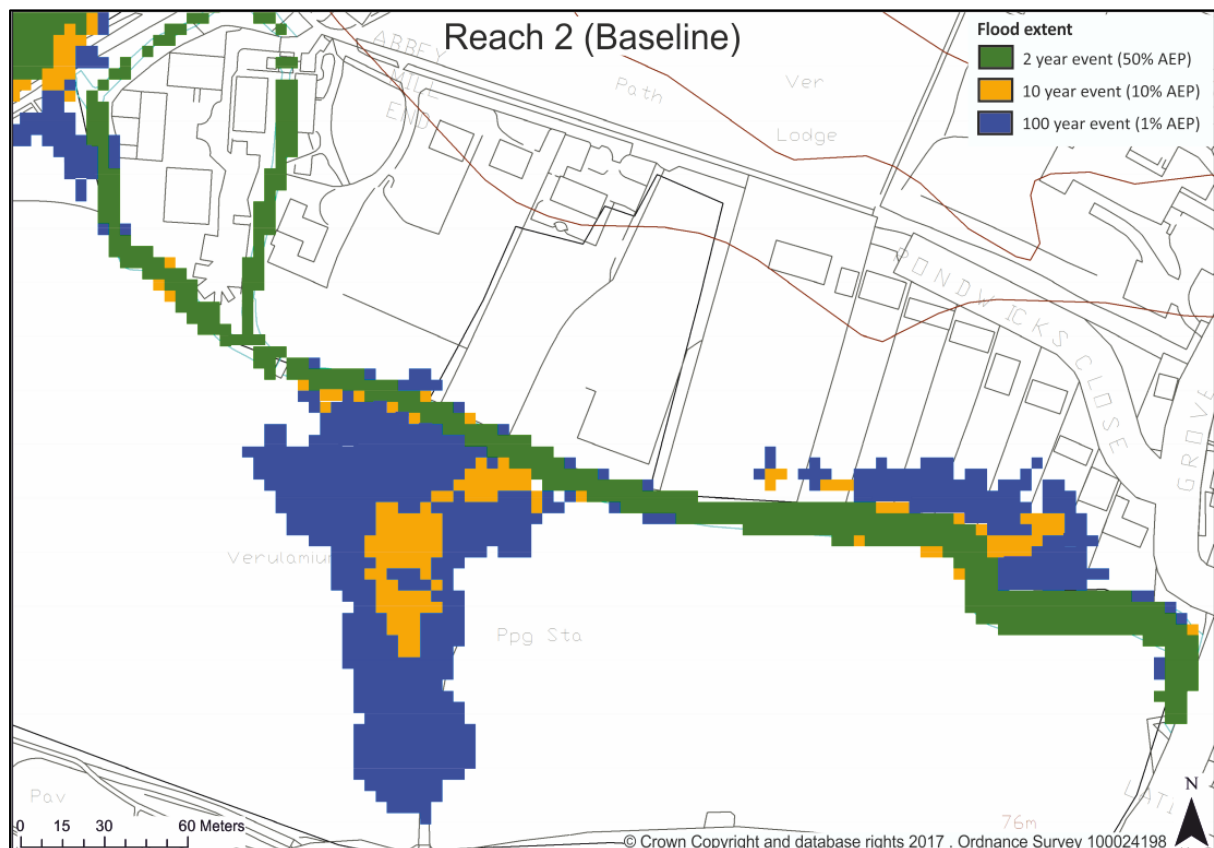 Reach 2 (Baseline)
Flood extent
2 year event (50% AEP)
10 year event (10% AEP)
100 year event (1% AEP)
ABBEY
MILL
END
Path
Ver
Lodge
PONDWICKS CLOSE
GROVE
Verulamium
Ppg Sta
Pav
LATI
76m
N
0 15 30 60 Meters
© Crown Copyright and database rights 2017 . Ordnance Survey 100024198